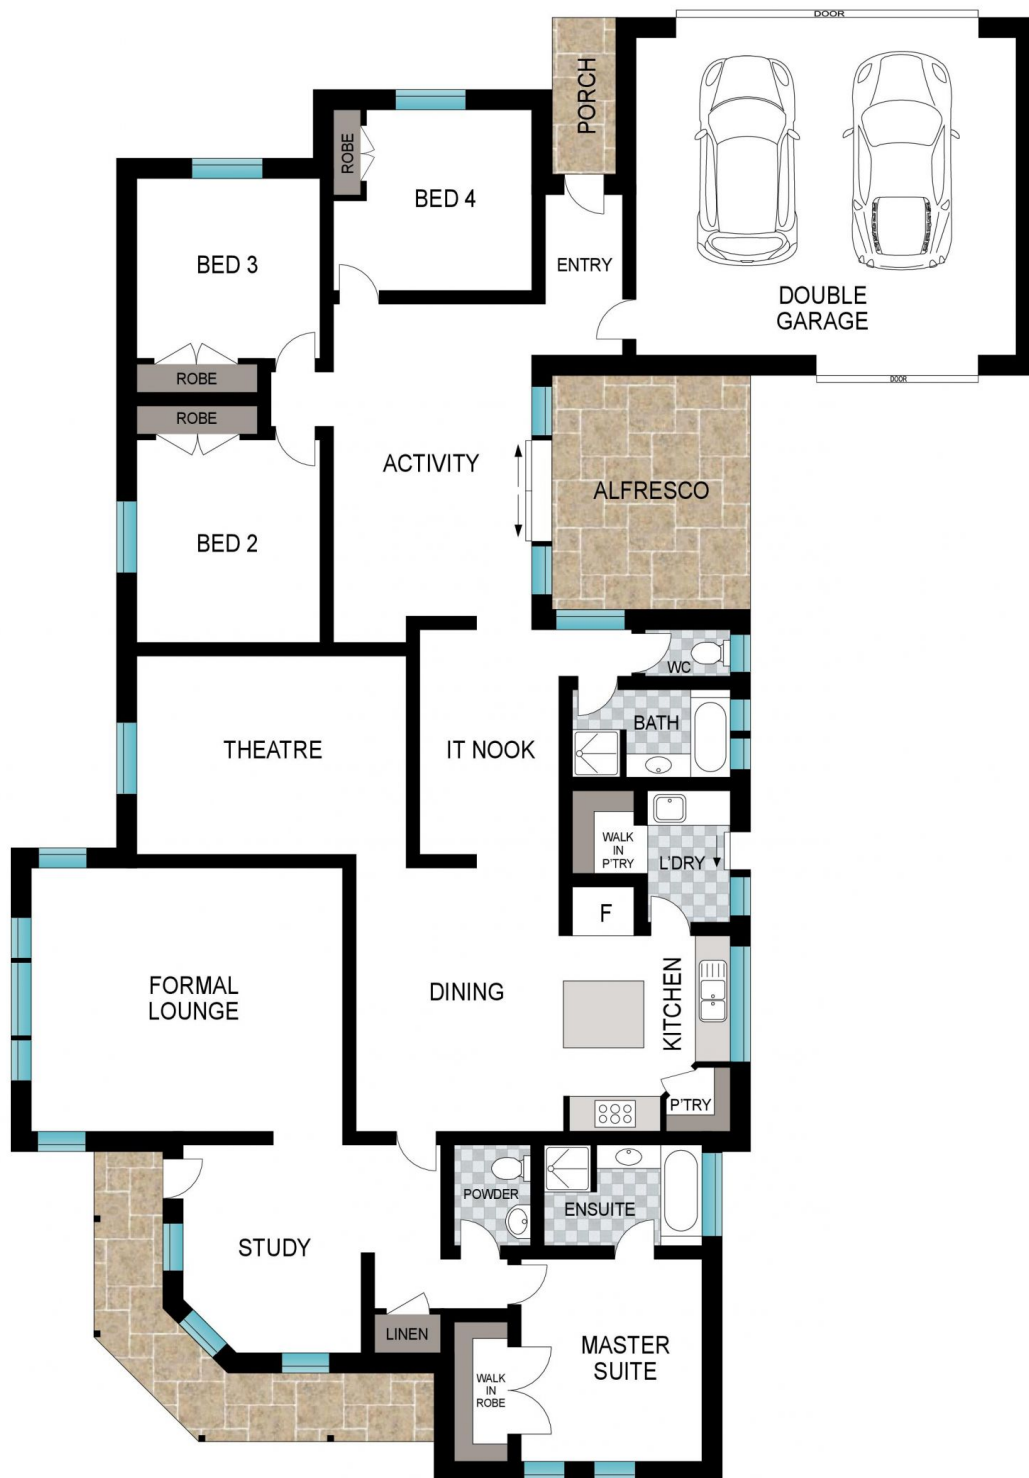 DOOR
PORCH
ROBE
BED 4
BED 3
ENTRY
DOUBLE
GARAGE
ROBE
DOOR
ROBE
ACTIVITY
ALFRESCO
BED 2
WC
BATH
THEATRE
IT NOOK
WALK
IN
P'TRY
L'DRY
F
FORMAL
LOUNGE
DINING
KITCHEN
P'TRY
POWDER
ENSUITE
STUDY
LINEN
MASTER
SUITE
WALK
IN
ROBE